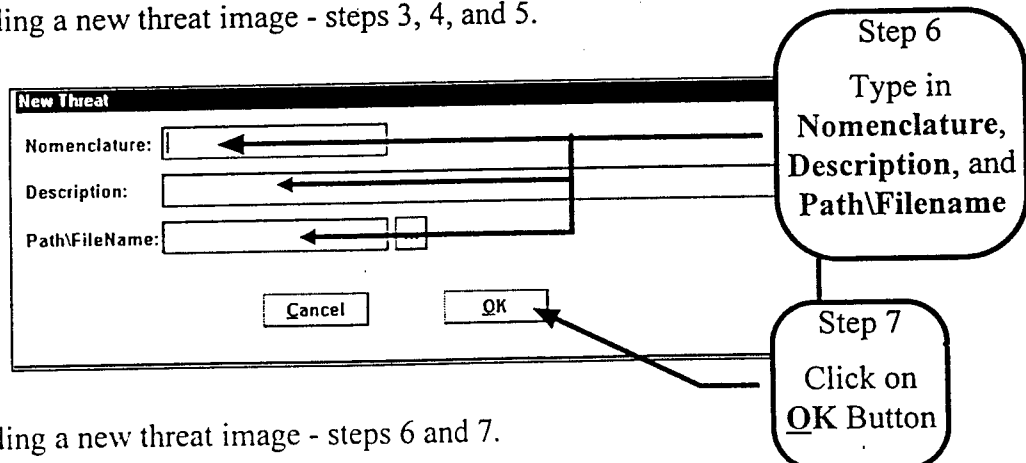 ling a new threat image - steps 3, 4, and 5.
Step 6
Type in
Nomenclature,
Description, and
Path\Filename
New Threat
Nomenclature:
Description:
Path\FileName:
Cancel
OK
Step 7
Click on
OK Button
ling a new threat image - steps 6 and 7.